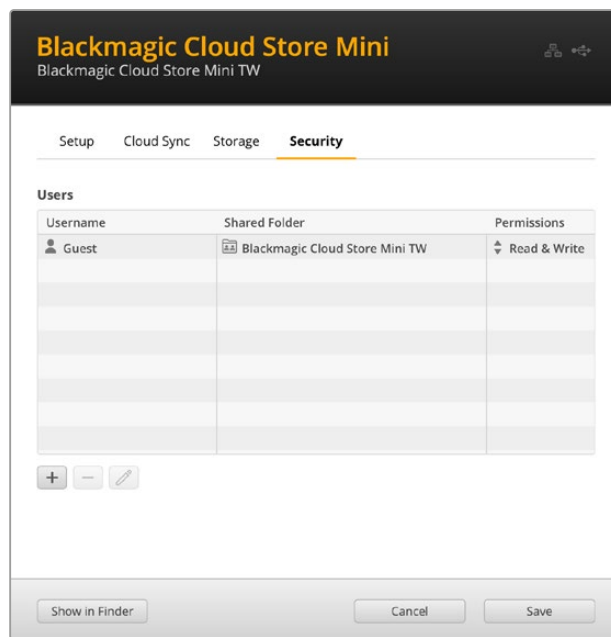 Blackmagic Cloud Store Mini
Blackmagic Cloud Store Mini TW
Setup Cloud Sync Storage Security
Users
Username Shared Folder Permissions
Guest Blackmagic Cloud Store Mini TW Read & Write
Show in Finder Cancel Save